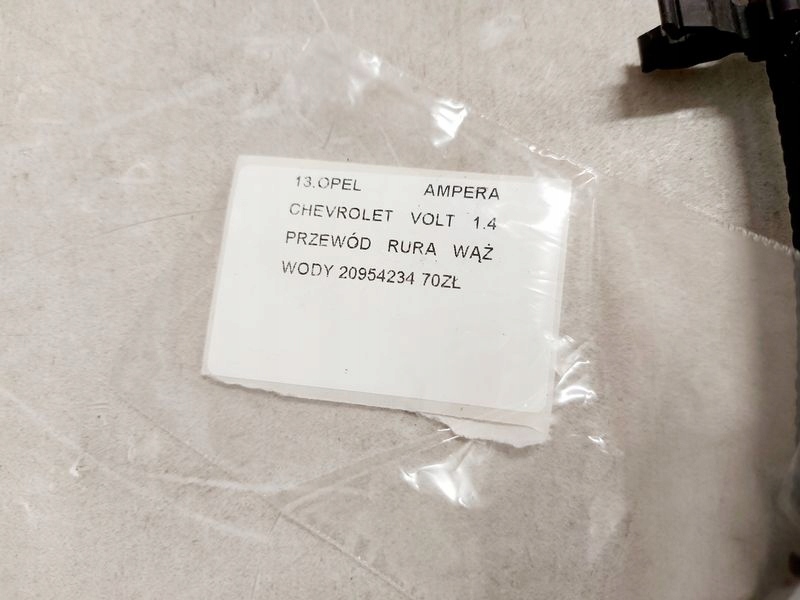 13.OPEL AMPERA
CHEVROLET VOLT 1.4
PRZEWÓD RURA WĄŻ
WODY 20954234 70ZŁ